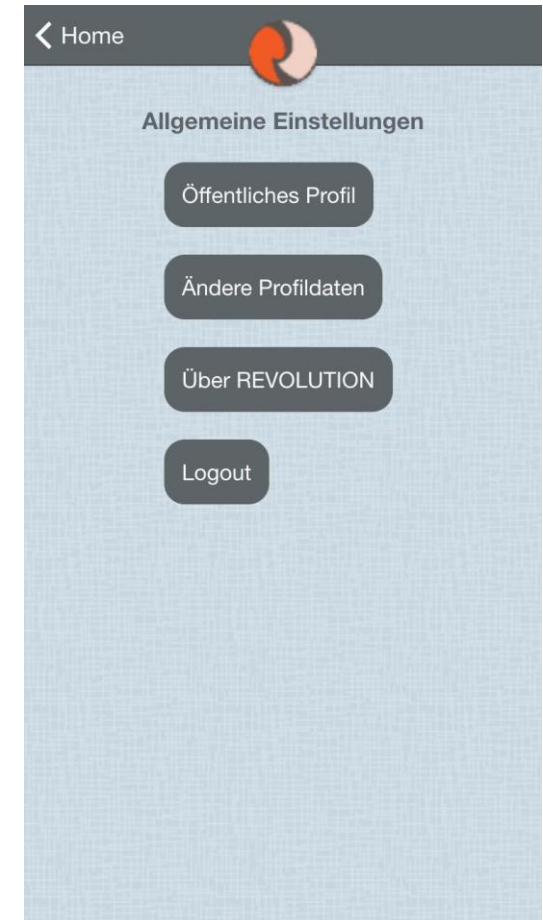 Home
Allgemeine Einstellungen
Öffentliches Profil
Ändere Profildaten
Über REVOLUTION
Logout